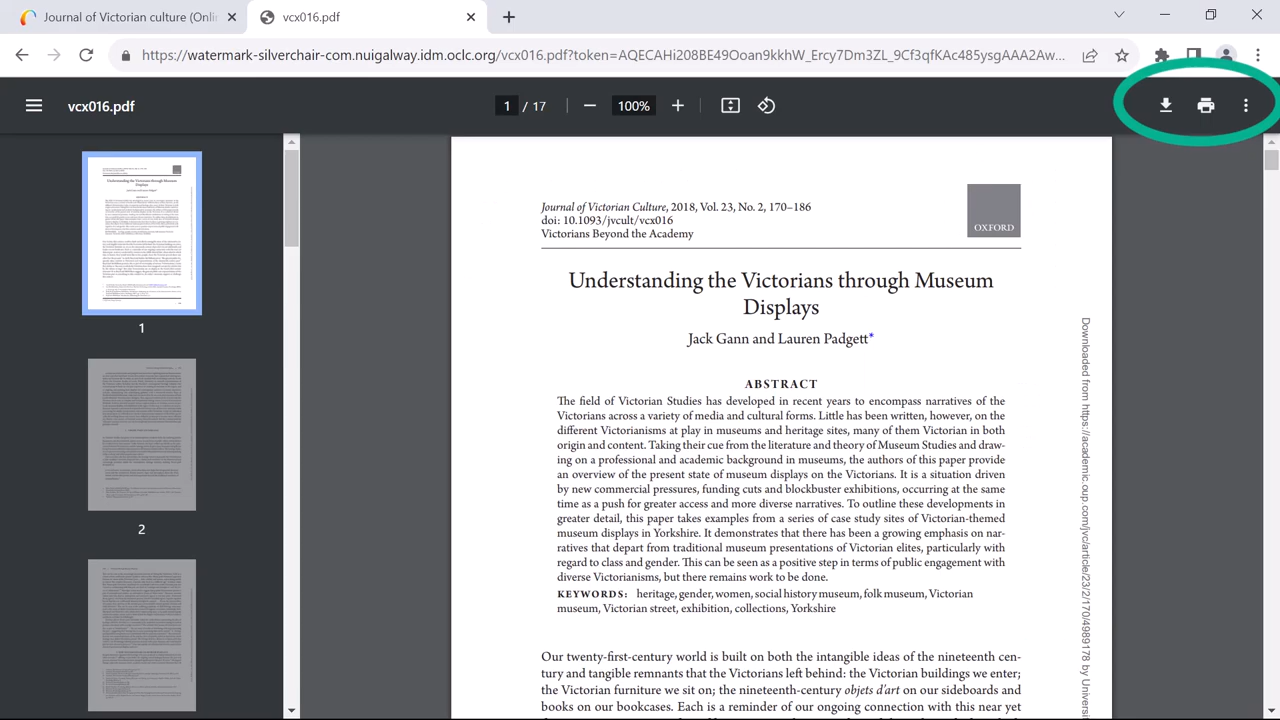 Journal of Victorian culture (Onli
vcx016.pdf
https://watermark-silverchair-com.nuigalway.idm.oclc.org/vcx016.pdf?token=AQECAHi208BE49Ooan9kkhW_Ercy7Dm3ZL_9Cf3qfKAc485ysgAAA2Aw...
vcx016.pdf
1 / 17
100%
1
2
nal of Victorian Culture, 2018, Vol. 23, No. 2, 170–18
10.1093/jvcult/vcx016
Victorians Beyond the Academy
OXFORD
Understanding the Victorians through Museum
Displays
Jack Gann and Lauren Padgett*
ABSTRACT
The field of Victorian Studies has developed in recent years to encompass narratives of the
Victorians across a variety of media and cultural forms. Little has been written, however, on the
different Victorianisms at play in museums and heritage sites, many of them Victorian in both
origin and content. Taking their cue from the literature and theory of Museum Studies and draw-
ing on a professional and academic background in museums, the authors of this paper provide
an overview of the present state of museum displays on the Victorians. It is a situation driven
by new commercial pressures, funding cuts and blockbuster exhibitions, occurring at the same
time as a push for greater access and more diverse narratives. To outline these developments in
greater detail, this paper takes examples from a series of case study sites of Victorian-themed
museum displays in Yorkshire. It demonstrates that there has been a growing emphasis on nar-
ratives that depart from traditional museum presentations of Victorian elites, particularly with
regard to class and gender. This can be seen as a positive step in terms of public engagement with
diverse Victorianisms, but there remains work to be done.
KEYWORDS: heritage, gender, women, social history museum, folk museum, Victorian
museum, Victorian street, exhibition, collections, Yorkshire
Our twenty-first-century world is built on both the intangible ideas of the nineteenth cen-
tury and tangible remnants that the Victorians left behind: the Victorian buildings we enter;
Victorian furniture we sit on; the nineteenth-century objets d'art on our sideboards and
books on our bookcases. Each is a reminder of our ongoing connection with this near yet
Downloaded from https://academic.oup.com/jvc/article/23/2/170/4989178 by Universi